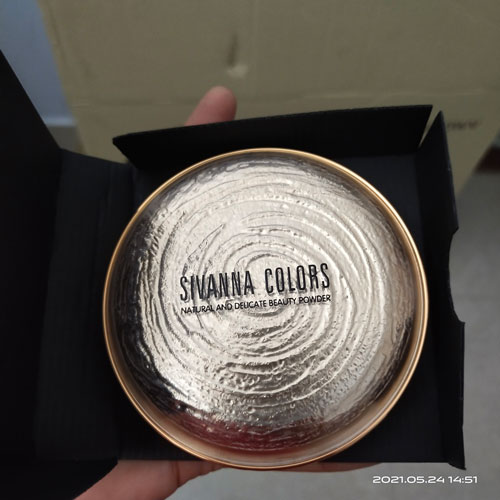 SIVANNA COLORS
NATURAL AND DELICATE BEAUTY POWDER
2021.05.24 14:51